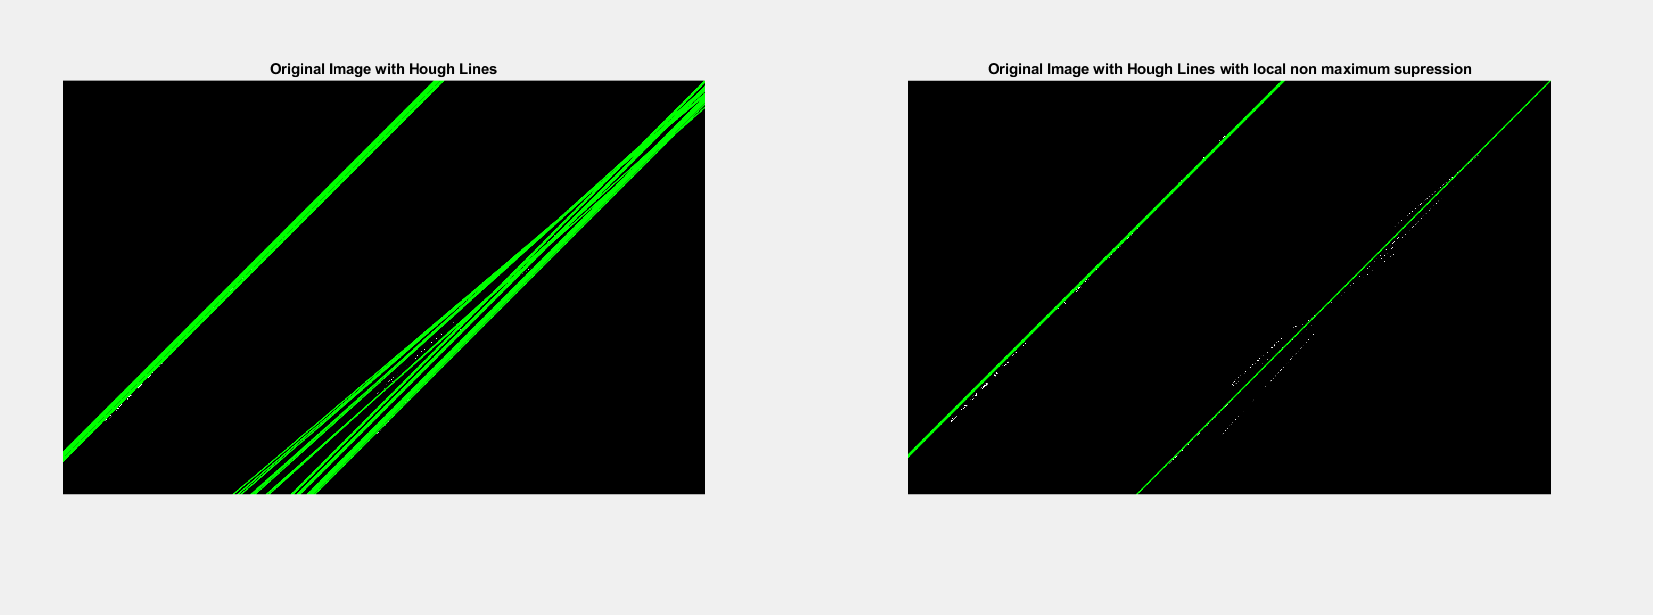 Original Image with Hough Lines
Original Image with Hough Lines with local non maximum supression